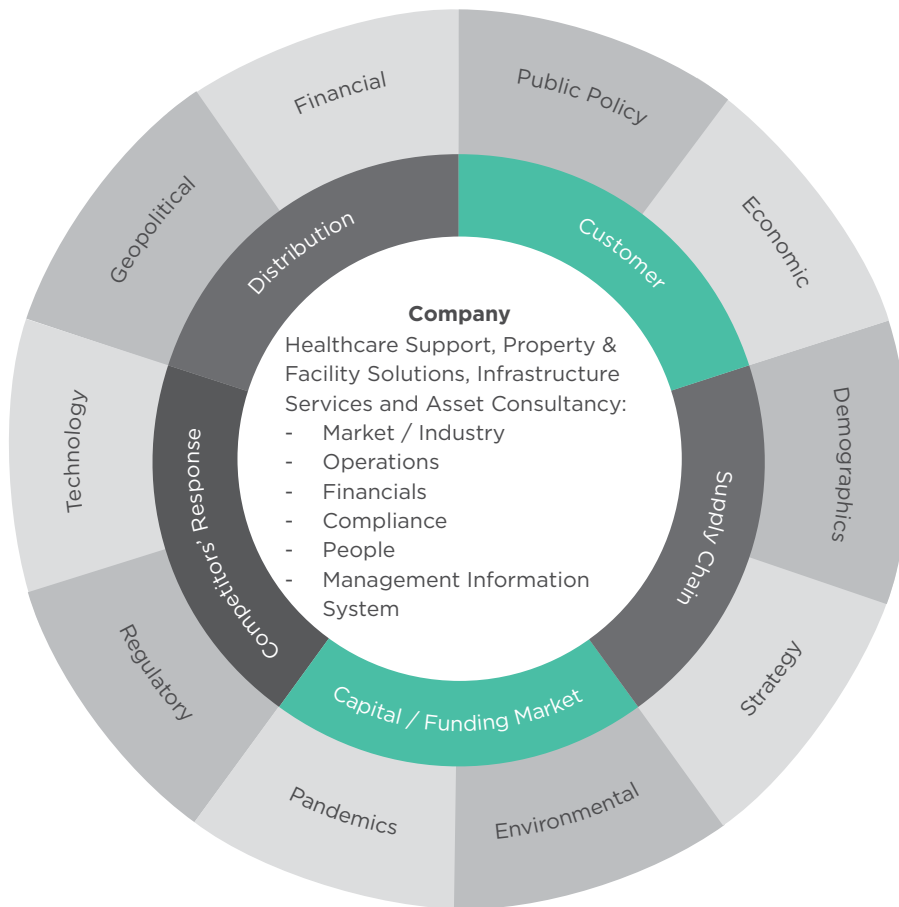 Public Policy
Economic
Demographics
Strategy
Environmental
Pandemics
Regulatory
Technology
Geopolitical
Financial
Customer
Supply Chain
Capital / Funding Market
Competitors’ Response
Distribution
Company
Healthcare Support, Property &
Facility Solutions, Infrastructure
Services and Asset Consultancy:
- Market / Industry
- Operations
- Financials
- Compliance
- People
- Management Information
System